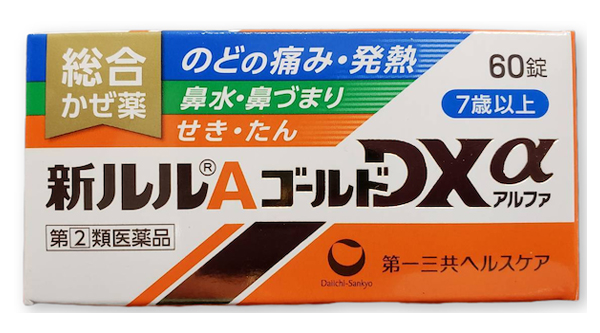 総合
かぜ薬
のどの痛み・発熱
鼻水・鼻づまり
せき・たん
60錠
7歳以上
新ルル®AゴールドDXα
アルファ
第②類医薬品
Daiichi-Sankyo
第一三共ヘルスケア